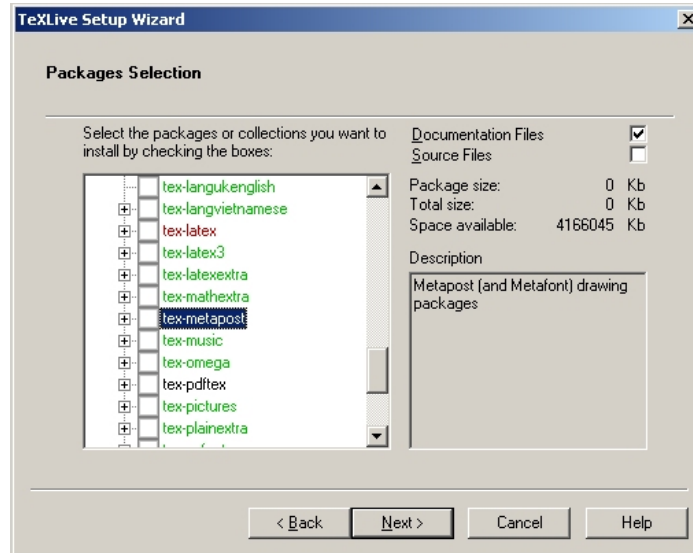 TeXLive Setup Wizard
Packages Selection
Select the packages or collections you want to
install by checking the boxes:
tex-langukenglish
tex-langvietnamese
tex-latex
tex-latex3
tex-latexextra
tex-mathextra
tex-metapost
tex-music
tex-omega
tex-pdftex
tex-pictures
tex-plainextra
Documentation Files
Source Files
Package size: 0 Kb
Total size: 0 Kb
Space available: 4166045 Kb
Description
Metapost (and Metafont) drawing
packages
< Back
Next >
Cancel
Help